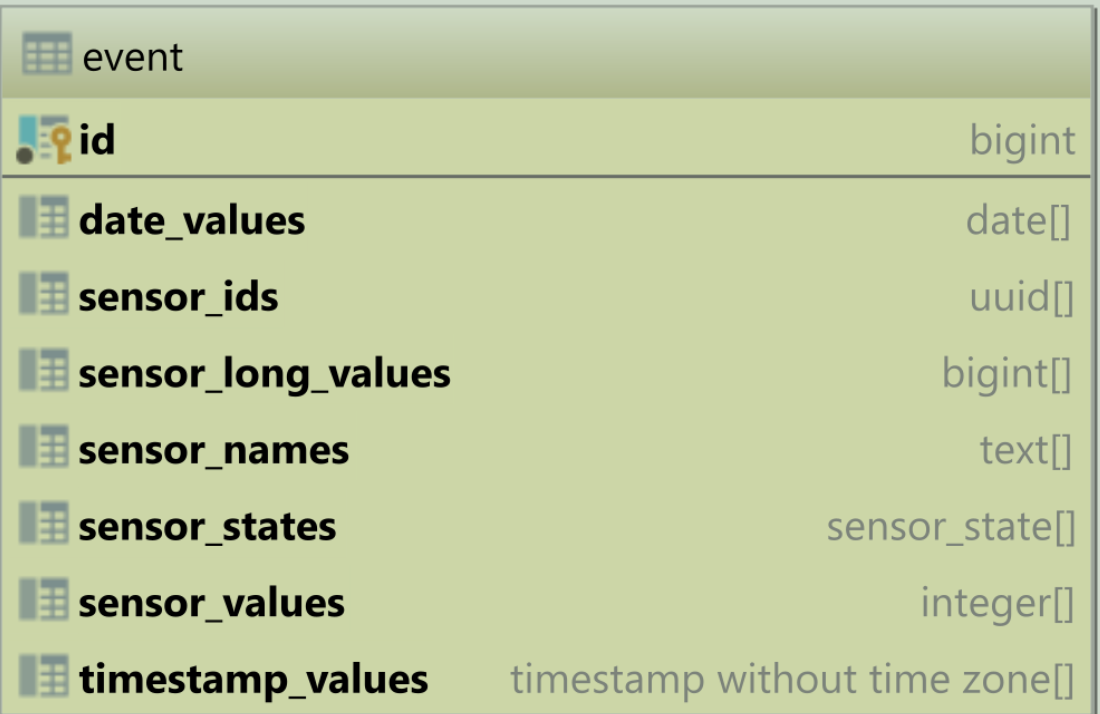 event
id bigint
date_values date[]
sensor_ids uuid[]
sensor_long_values bigint[]
sensor_names text[]
sensor_states sensor_state[]
sensor_values integer[]
timestamp_values timestamp without time zone[]